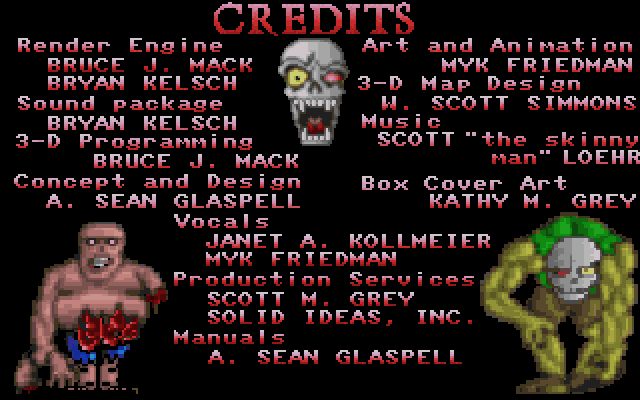 CREDITS
Render Engine
BRUCE J. MACK
BRYAN KELSCH
Sound package
BRYAN KELSCH
3-D Programming
BRUCE J. MACK
Concept and Design
A. SEAN GLASPELL
Art and Animation
MYK FRIEDMAN
3-D Map Design
W. SCOTT SIMMONS
Music
SCOTT "the skinny
man" LOEHR
Box Cover Art
KATHY M. GREY
Vocals
JANET A. KOLLMEIER
MYK FRIEDMAN
Production Services
SCOTT M. GREY
SOLID IDEAS, INC.
Manuals
A. SEAN GLASPELL